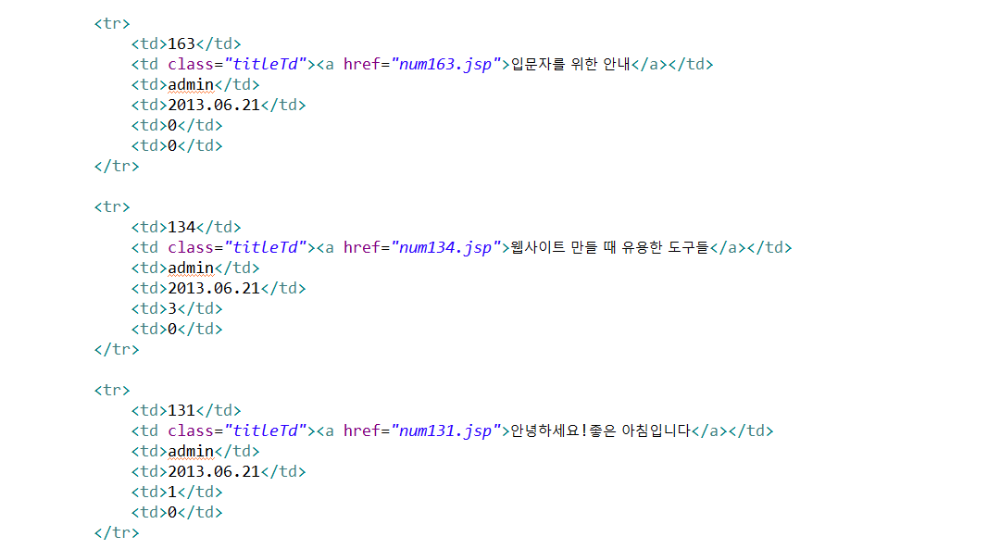 <tr>
<td>163</td>
<td class="titleTd"><a href="num163.jsp">입문자를 위한 안내</a></td>
<td>admin</td>
<td>2013.06.21</td>
<td>0</td>
<td>0</td>
</tr>
<tr>
<td>134</td>
<td class="titleTd"><a href="num134.jsp">웹사이트 만들 때 유용한 도구들</a></td>
<td>admin</td>
<td>2013.06.21</td>
<td>3</td>
<td>0</td>
</tr>
<tr>
<td>131</td>
<td class="titleTd"><a href="num131.jsp">안녕하세요!좋은 아침입니다</a></td>
<td>admin</td>
<td>2013.06.21</td>
<td>1</td>
<td>0</td>
</tr>